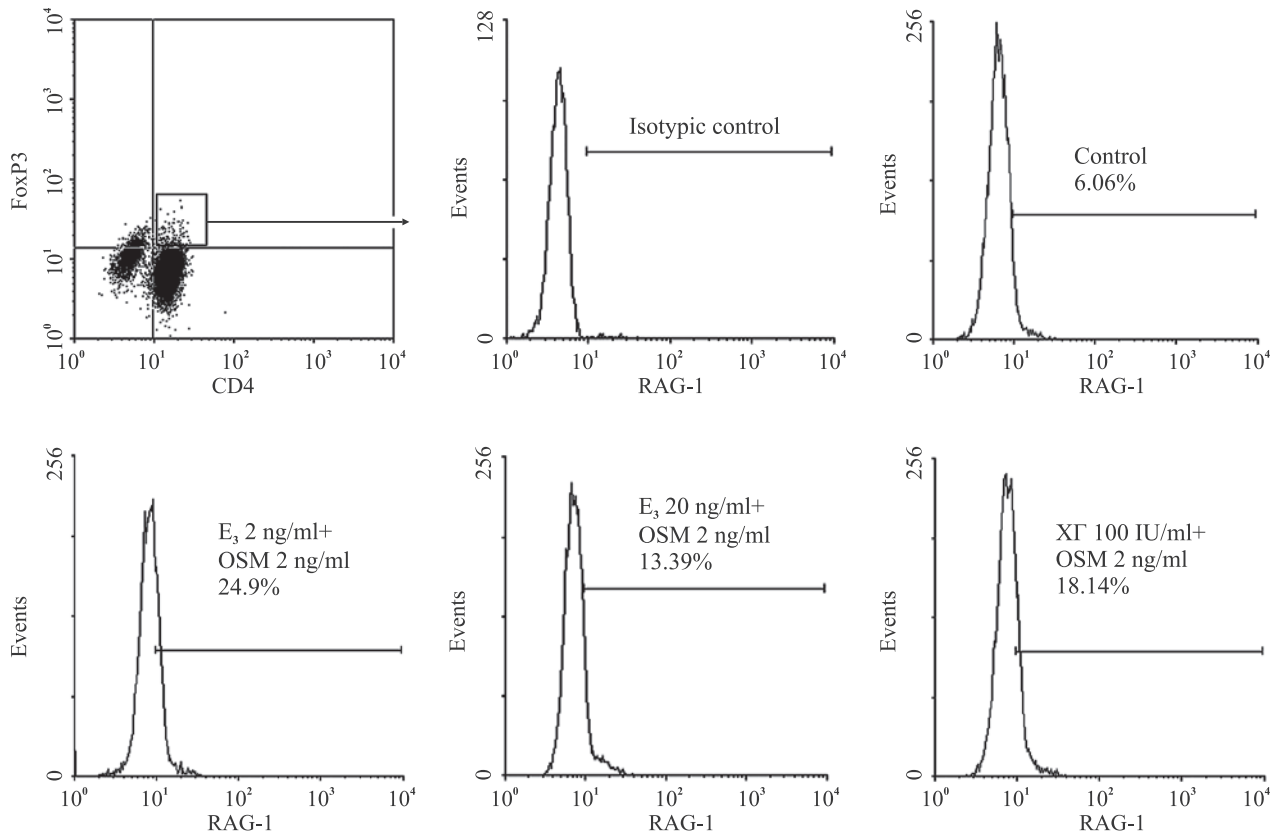 10⁴
10³
10²
10¹
10⁰
FoxP3
10⁰ 10¹ 10² 10³ 10⁴
CD4
128
0
Events
Isotypic control
10⁰ 10¹ 10² 10³ 10⁴
RAG-1
256
0
Events
Control
6.06%
10⁰ 10¹ 10² 10³ 10⁴
RAG-1
256
0
Events
E₃ 2 ng/ml+
OSM 2 ng/ml
24.9%
10⁰ 10¹ 10² 10³ 10⁴
RAG-1
256
0
Events
E₃ 20 ng/ml+
OSM 2 ng/ml
13.39%
10⁰ 10¹ 10² 10³ 10⁴
RAG-1
256
0
Events
ХГ 100 IU/ml+
OSM 2 ng/ml
18.14%
10⁰ 10¹ 10² 10³ 10⁴
RAG-1